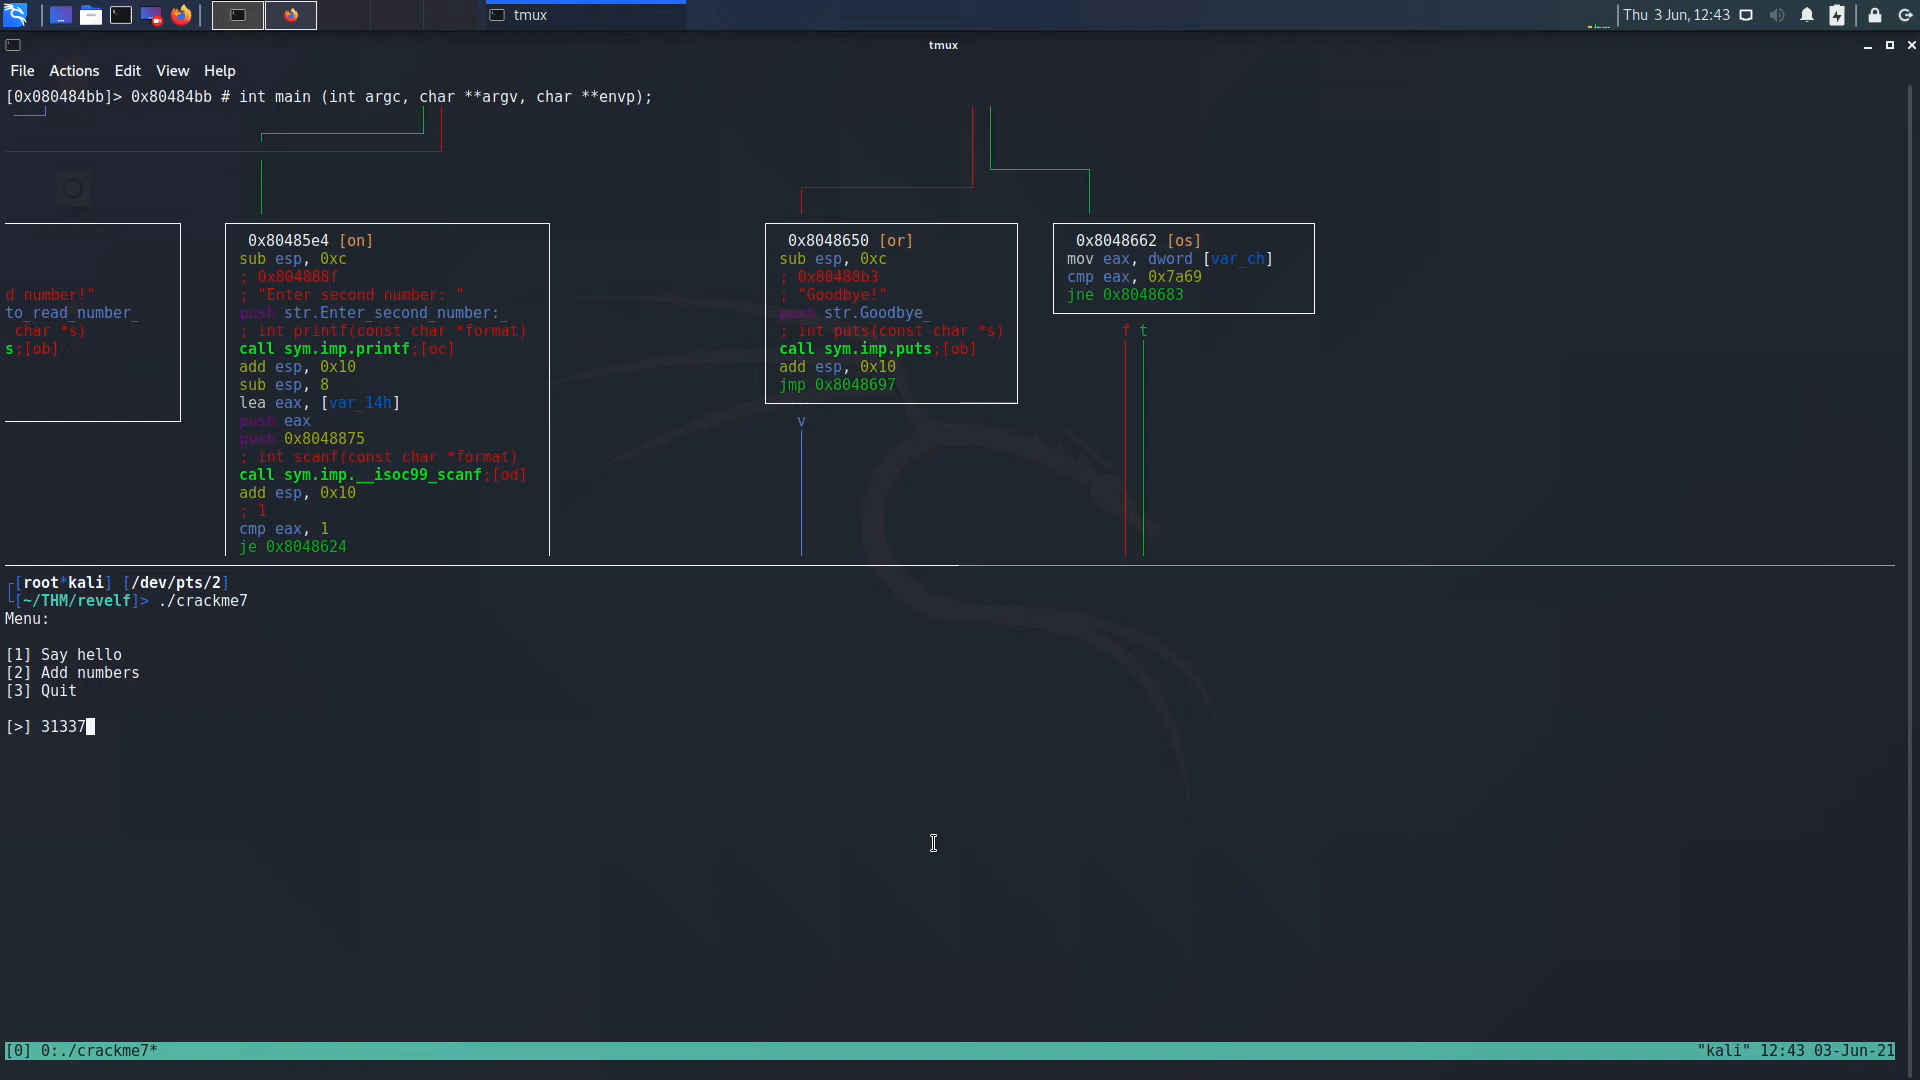 tmux
Thu 3 Jun, 12:43
tmux
File Actions Edit View Help
[0x080484bb]> 0x80484bb # int main (int argc, char **argv, char **envp);
d number!"
to_read_number_
char *s)
s;[ob]
0x80485e4 [on]
sub esp, 0xc
; 0x804888f
; "Enter second number: "
push str.Enter_second_number:_
; int printf(const char *format)
call sym.imp.printf;[oc]
add esp, 0x10
sub esp, 8
lea eax, [var_14h]
push eax
push 0x8048875
; int scanf(const char *format)
call sym.imp.__isoc99_scanf;[od]
add esp, 0x10
; 1
cmp eax, 1
je 0x8048624
0x8048650 [or]
sub esp, 0xc
; 0x80488b3
; "Goodbye!"
push str.Goodbye_
; int puts(const char *s)
call sym.imp.puts;[ob]
add esp, 0x10
jmp 0x8048697
v
0x8048662 [os]
mov eax, dword [var_ch]
cmp eax, 0x7a69
jne 0x8048683
f t
[root*kali] [/dev/pts/2]
[~/THM/revelf]> ./crackme7
Menu:
[1] Say hello
[2] Add numbers
[3] Quit
[>] 31337
[0] 0:./crackme7*
"kali" 12:43 03-Jun-21